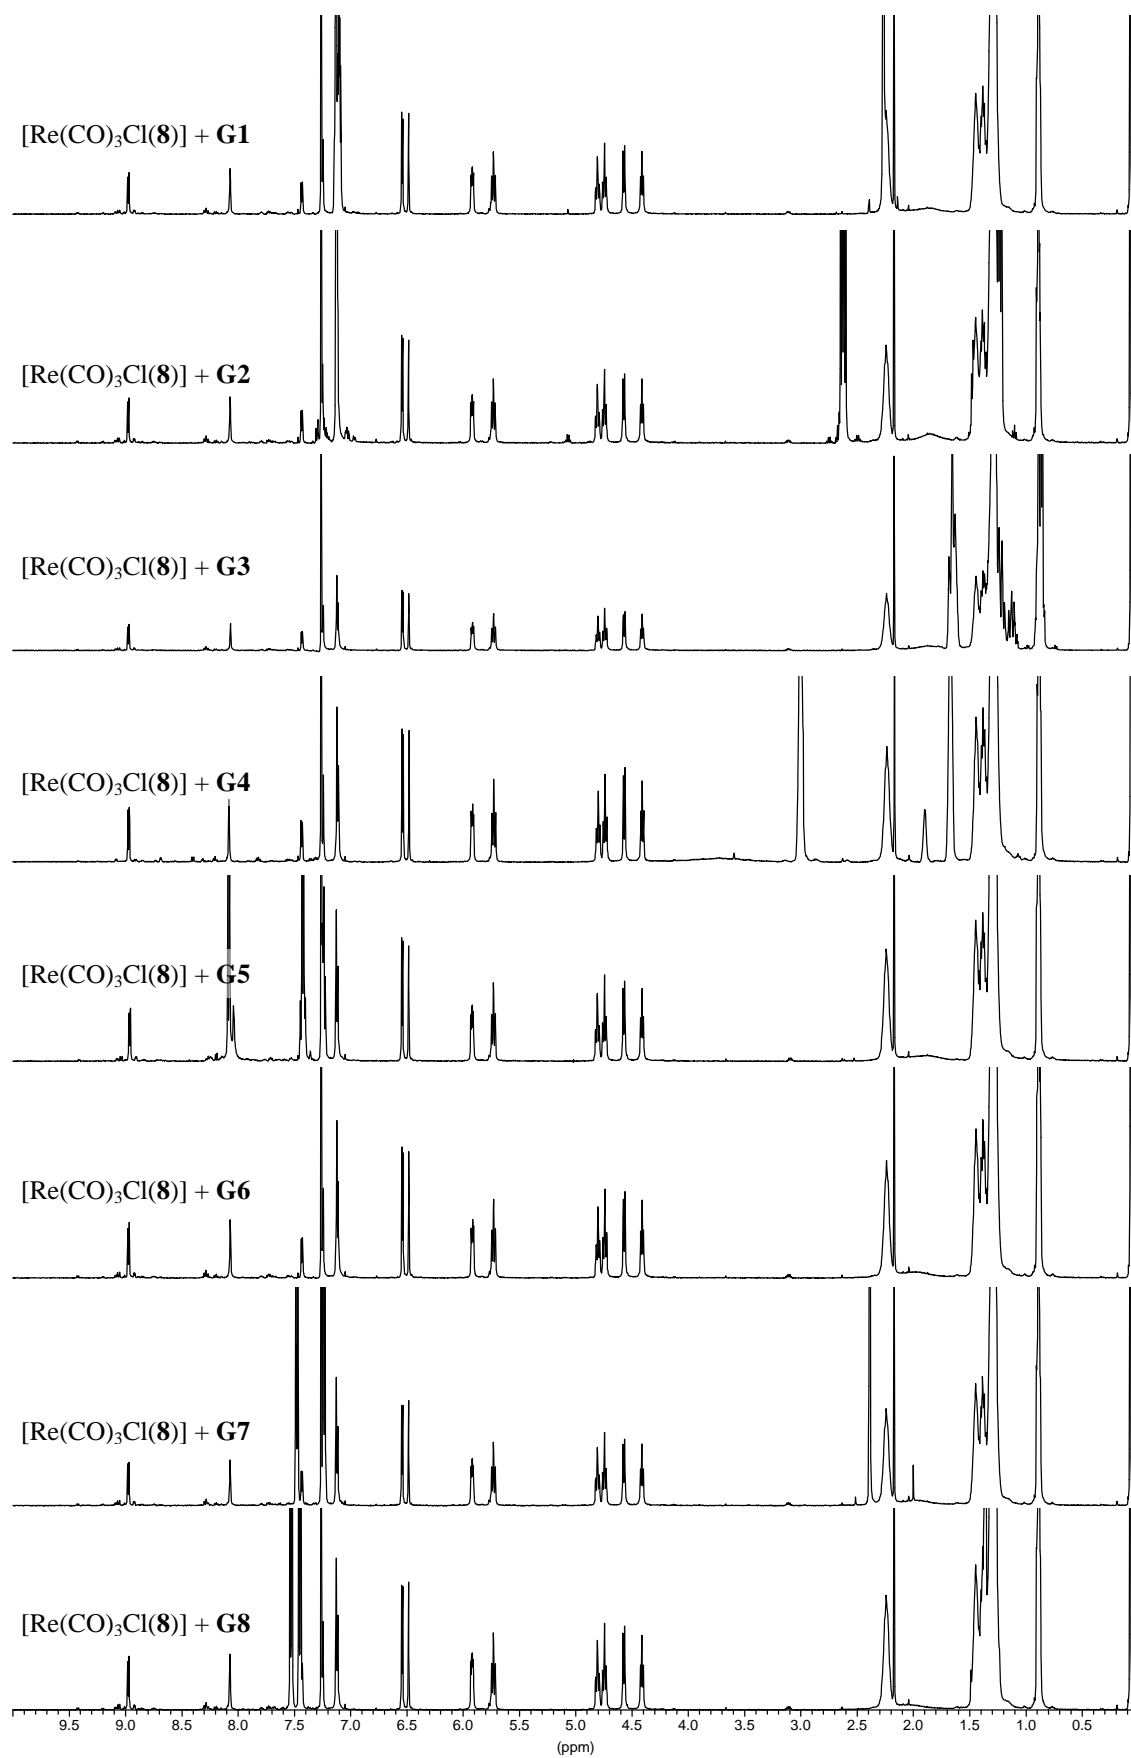 [Re(CO)₃Cl(8)] + G1
[Re(CO)₃Cl(8)] + G2
[Re(CO)₃Cl(8)] + G3
[Re(CO)₃Cl(8)] + G4
[Re(CO)₃Cl(8)] + G5
[Re(CO)₃Cl(8)] + G6
[Re(CO)₃Cl(8)] + G7
[Re(CO)₃Cl(8)] + G8
9.5 9.0 8.5 8.0 7.5 7.0 6.5 6.0 5.5 5.0 4.5 4.0 3.5 3.0 2.5 2.0 1.5 1.0 0.5
(ppm)